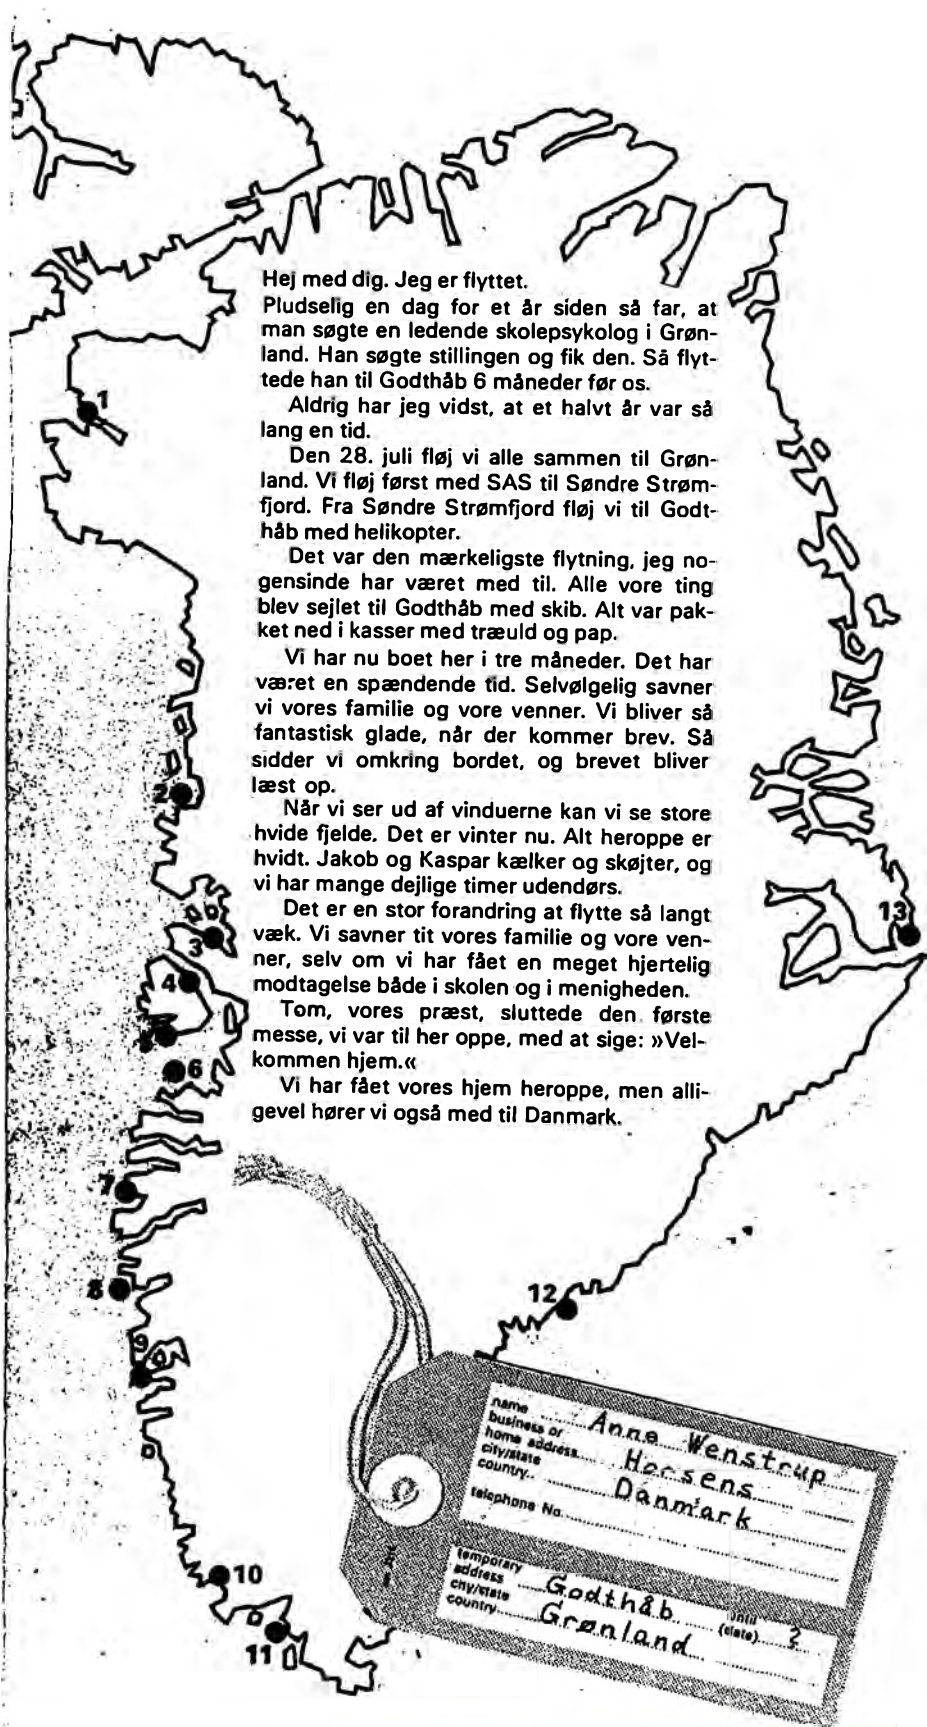 Hej med dig. Jeg er flyttet.
Pludselig en dag for et år siden så far, at
man søgte en ledende skolepsykolog i Grøn-
land. Han søgte stillingen og fik den. Så flyt-
tede han til Godthåb 6 måneder før os.
Aldrig har jeg vidst, at et halvt år var så
lang en tid.
Den 28. juli fløj vi alle sammen til Grøn-
land. Vi fløj først med SAS til Søndre Strøm-
fjord. Fra Søndre Strømfjord fløj vi til Godt-
håb med helikopter.
Det var den mærkeligste flytning, jeg no-
gensinde har været med til. Alle vore ting
blev sejlet til Godthåb med skib. Alt var pak-
ket ned i kasser med træuld og pap.
Vi har nu boet her i tre måneder. Det har
været en spændende tid. Selvølgelig savner
vi vores familie og vore venner. Vi bliver så
fantastisk glade, når der kommer brev. Så
sidder vi omkring bordet, og brevet bliver
læst op.
Når vi ser ud af vinduerne kan vi se store
hvide fjelde. Det er vinter nu. Alt heroppe er
hvidt. Jakob og Kaspar kælker og skøjter, og
vi har mange dejlige timer udendørs.
Det er en stor forandring at flytte så langt
væk. Vi savner tit vores familie og vore ven-
ner, selv om vi har fået en meget hjertelig
modtagelse både i skolen og i menigheden.
Tom, vores præst, sluttede den første
messe, vi var til her oppe, med at sige: »Vel-
kommen hjem.«
Vi har fået vores hjem heroppe, men alli-
gevel hører vi også med til Danmark.
1
2
3
4
5
6
7
8
9
10
11
12
13
name Anne Wenstrup
business or
home address Horsens
city/state
country Danmark
telephone No.
temporary
address Godthåb until
city/state (date) ?
country Grønland